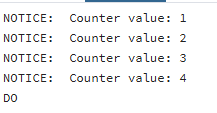 NOTICE:  Counter value: 1
NOTICE:  Counter value: 2
NOTICE:  Counter value: 3
NOTICE:  Counter value: 4
DO